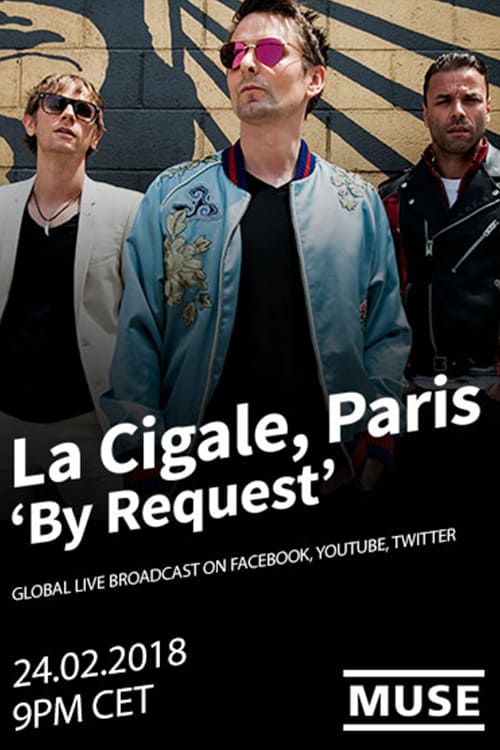 La Cigale, Paris
‘By Request’
GLOBAL LIVE BROADCAST ON FACEBOOK, YOUTUBE, TWITTER
24.02.2018
9PM CET
MUSE